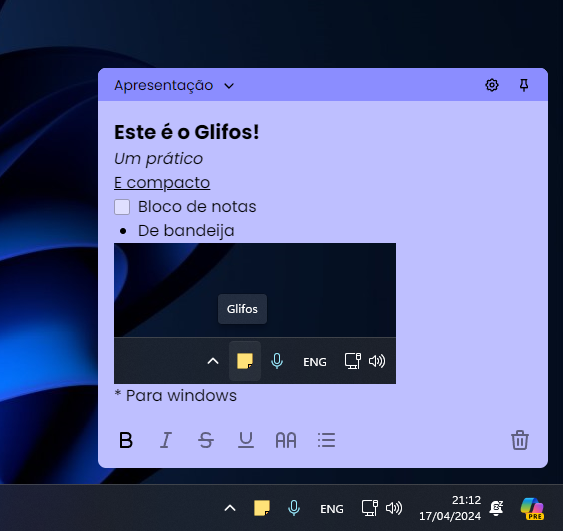 Apresentação
Este é o Glifos!
Um prático
E compacto
Bloco de notas
De bandeija
Glifos
ENG
* Para windows
B I S U AA
ENG
21:12
17/04/2024
PRE